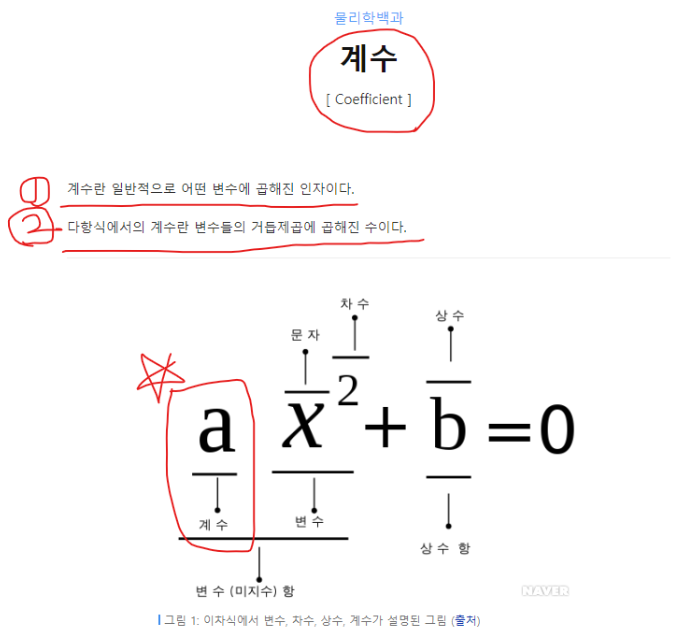 물리학백과
계수
[ Coefficient ]
1 계수란 일반적으로 어떤 변수에 곱해진 인자이다.
2 다항식에서의 계수란 변수들의 거듭제곱에 곱해진 수이다.
차 수
상 수
문 자
a x² + b = 0
계 수
변 수
상 수 항
변 수 (미지수) 항
NAVER
그림 1: 이차식에서 변수, 차수, 상수, 계수가 설명된 그림 (출처)